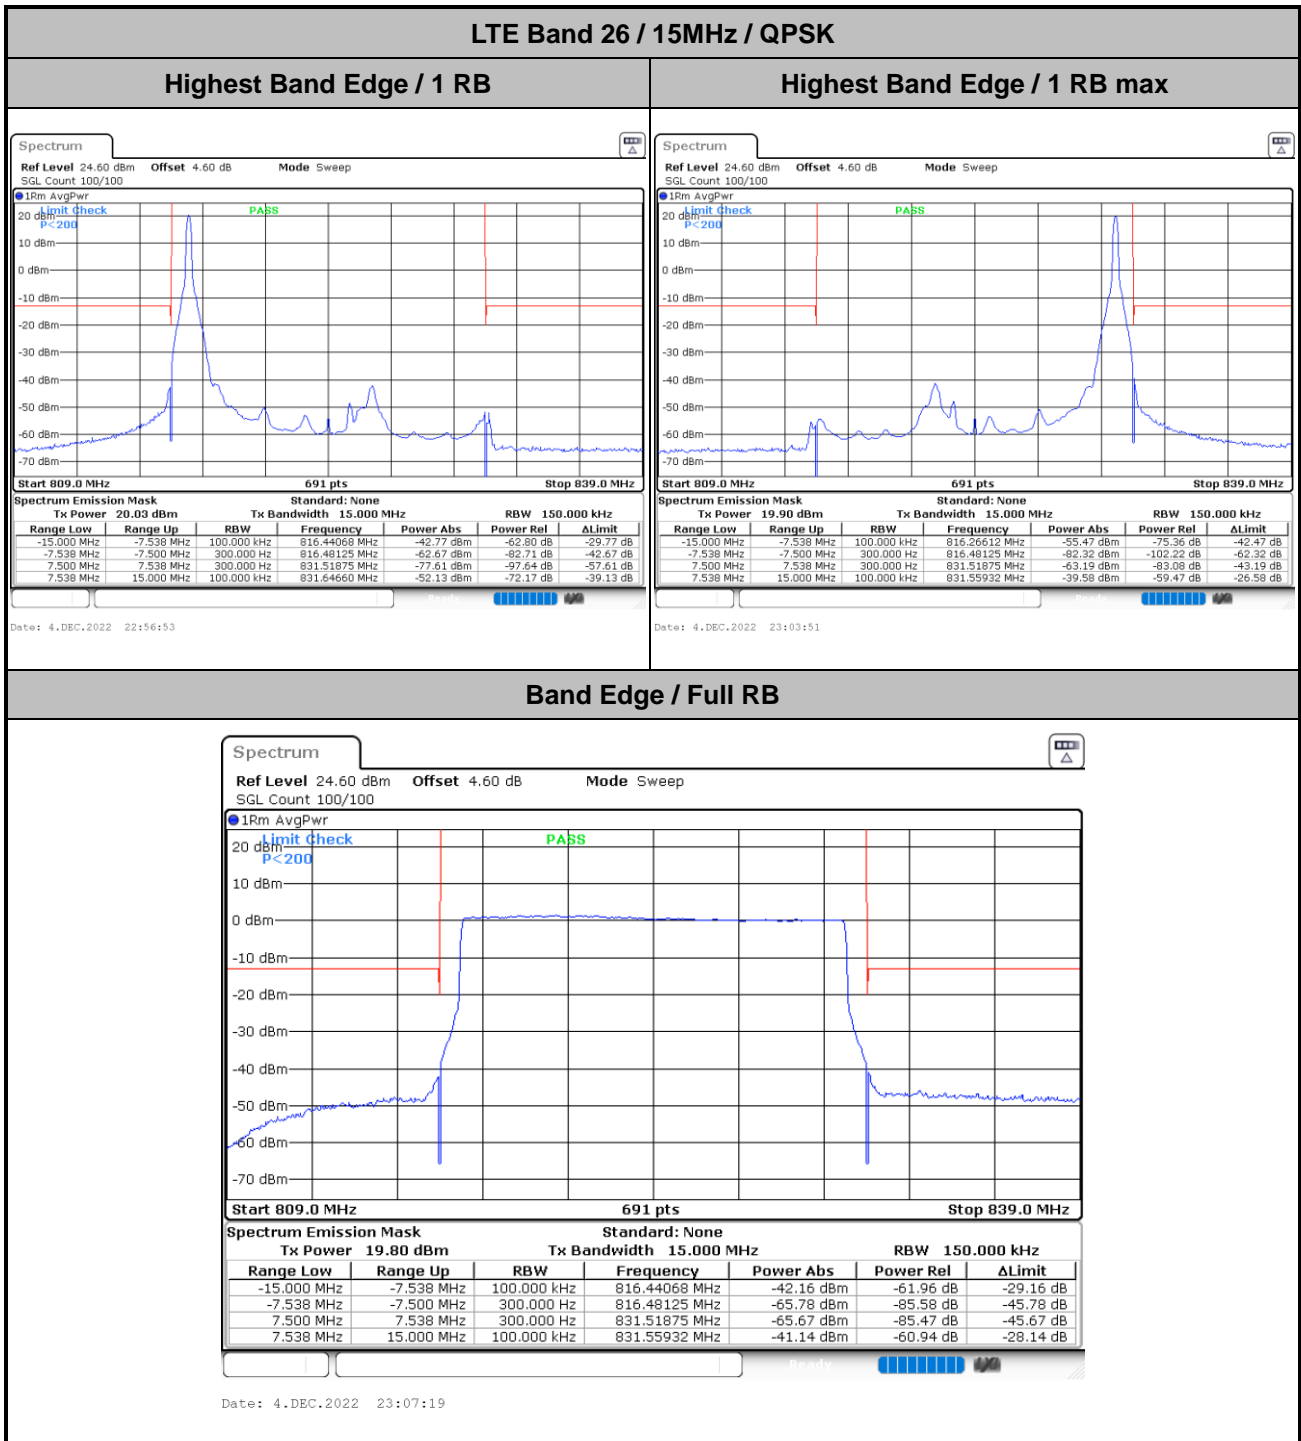 LTE Band 26 / 15MHz / QPSK
Highest Band Edge / 1 RB
Highest Band Edge / 1 RB max
Spectrum
Ref Level 24.60 dBm Offset 4.60 dB Mode Sweep
SGL Count 100/100
1Rm AvgPwr
Limit Check PASS
20 dBm
P<200
10 dBm
0 dBm
-10 dBm
-20 dBm
-30 dBm
-40 dBm
-50 dBm
-60 dBm
-70 dBm
Start 809.0 MHz 691 pts Stop 839.0 MHz
Spectrum Emission Mask Standard: None
Tx Power 20.03 dBm Tx Bandwidth 15.000 MHz RBW 150.000 kHz
Range Low Range Up RBW Frequency Power Abs Power Rel ΔLimit
-15.000 MHz -7.538 MHz 100.000 kHz 816.44068 MHz -42.77 dBm -62.80 dB -29.77 dB
-7.538 MHz -7.500 MHz 300.000 Hz 816.48125 MHz -62.67 dBm -82.71 dB -42.67 dB
7.500 MHz 7.538 MHz 300.000 Hz 831.51875 MHz -77.61 dBm -97.64 dB -57.61 dB
7.538 MHz 15.000 MHz 100.000 kHz 831.64660 MHz -52.13 dBm -72.17 dB -39.13 dB
Ready
Date: 4.DEC.2022 22:56:53
Spectrum
Ref Level 24.60 dBm Offset 4.60 dB Mode Sweep
SGL Count 100/100
1Rm AvgPwr
Limit Check PASS
20 dBm
P<200
10 dBm
0 dBm
-10 dBm
-20 dBm
-30 dBm
-40 dBm
-50 dBm
-60 dBm
-70 dBm
Start 809.0 MHz 691 pts Stop 839.0 MHz
Spectrum Emission Mask Standard: None
Tx Power 19.90 dBm Tx Bandwidth 15.000 MHz RBW 150.000 kHz
Range Low Range Up RBW Frequency Power Abs Power Rel ΔLimit
-15.000 MHz -7.538 MHz 100.000 kHz 816.26612 MHz -55.47 dBm -75.36 dB -42.47 dB
-7.538 MHz -7.500 MHz 300.000 Hz 816.48125 MHz -82.32 dBm -102.22 dB -62.32 dB
7.500 MHz 7.538 MHz 300.000 Hz 831.51875 MHz -63.19 dBm -83.08 dB -43.19 dB
7.538 MHz 15.000 MHz 100.000 kHz 831.55932 MHz -39.58 dBm -59.47 dB -26.58 dB
Ready
Date: 4.DEC.2022 23:03:51
Band Edge / Full RB
Spectrum
Ref Level 24.60 dBm Offset 4.60 dB Mode Sweep
SGL Count 100/100
1Rm AvgPwr
Limit Check PASS
20 dBm
P<200
10 dBm
0 dBm
-10 dBm
-20 dBm
-30 dBm
-40 dBm
-50 dBm
-60 dBm
-70 dBm
Start 809.0 MHz 691 pts Stop 839.0 MHz
Spectrum Emission Mask Standard: None
Tx Power 19.80 dBm Tx Bandwidth 15.000 MHz RBW 150.000 kHz
Range Low Range Up RBW Frequency Power Abs Power Rel ΔLimit
-15.000 MHz -7.538 MHz 100.000 kHz 816.44068 MHz -42.16 dBm -61.96 dB -29.16 dB
-7.538 MHz -7.500 MHz 300.000 Hz 816.48125 MHz -65.78 dBm -85.58 dB -45.78 dB
7.500 MHz 7.538 MHz 300.000 Hz 831.51875 MHz -65.67 dBm -85.47 dB -45.67 dB
7.538 MHz 15.000 MHz 100.000 kHz 831.55932 MHz -41.14 dBm -60.94 dB -28.14 dB
Ready
Date: 4.DEC.2022 23:07:19